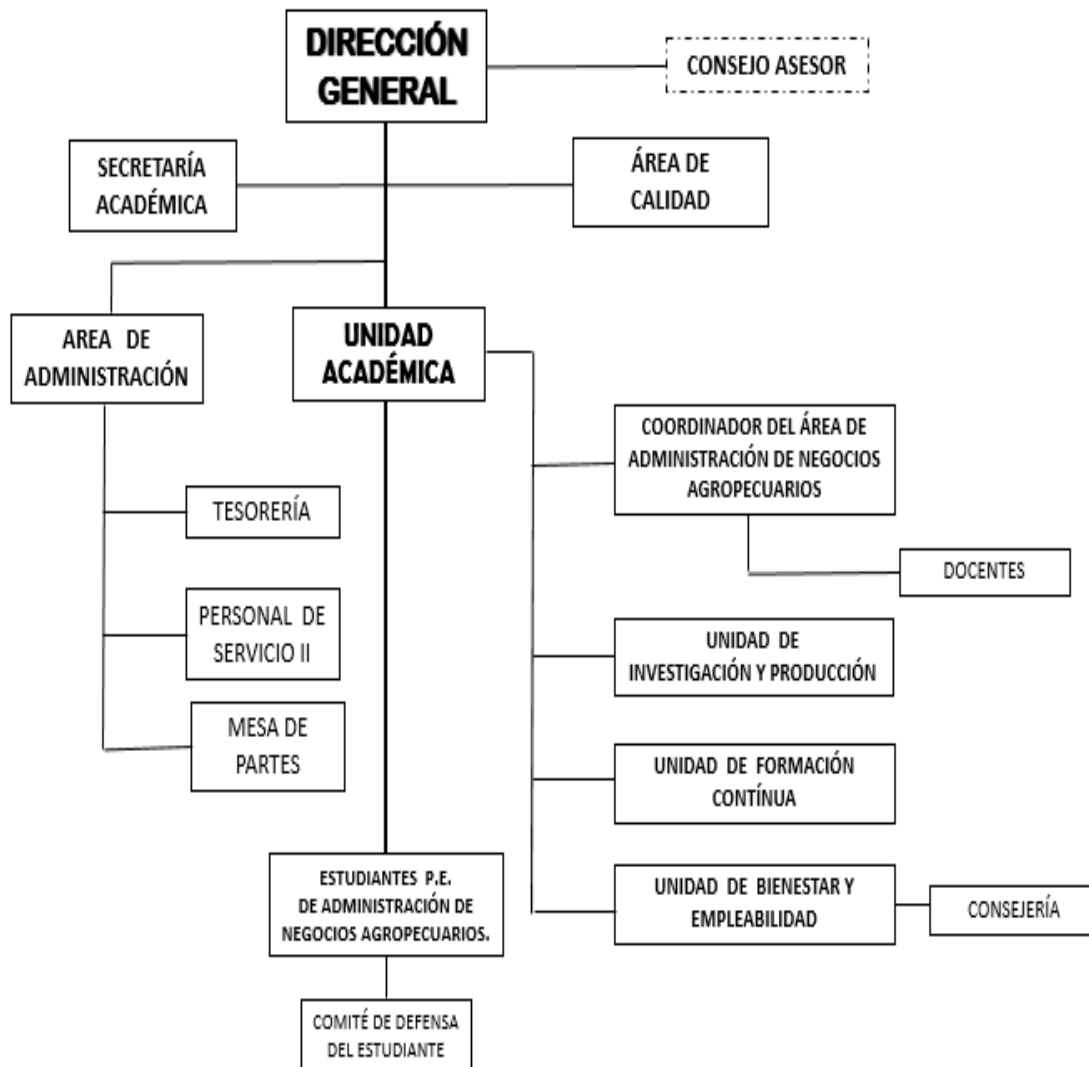 DIRECCIÓN
GENERAL
CONSEJO ASESOR
SECRETARÍA
ACADÉMICA
ÁREA DE
CALIDAD
AREA DE
ADMINISTRACIÓN
UNIDAD
ACADÉMICA
COORDINADOR DEL ÁREA DE
ADMINISTRACIÓN DE NEGOCIOS
AGROPECUARIOS
TESORERÍA
DOCENTES
PERSONAL DE
SERVICIO II
UNIDAD DE
INVESTIGACIÓN Y PRODUCCIÓN
MESA DE
PARTES
UNIDAD DE FORMACIÓN
CONTÍNUA
ESTUDIANTES P.E.
DE ADMINISTRACIÓN DE
NEGOCIOS AGROPECUARIOS.
UNIDAD DE BIENESTAR Y
EMPLEABILIDAD
CONSEJERÍA
COMITÉ DE DEFENSA
DEL ESTUDIANTE